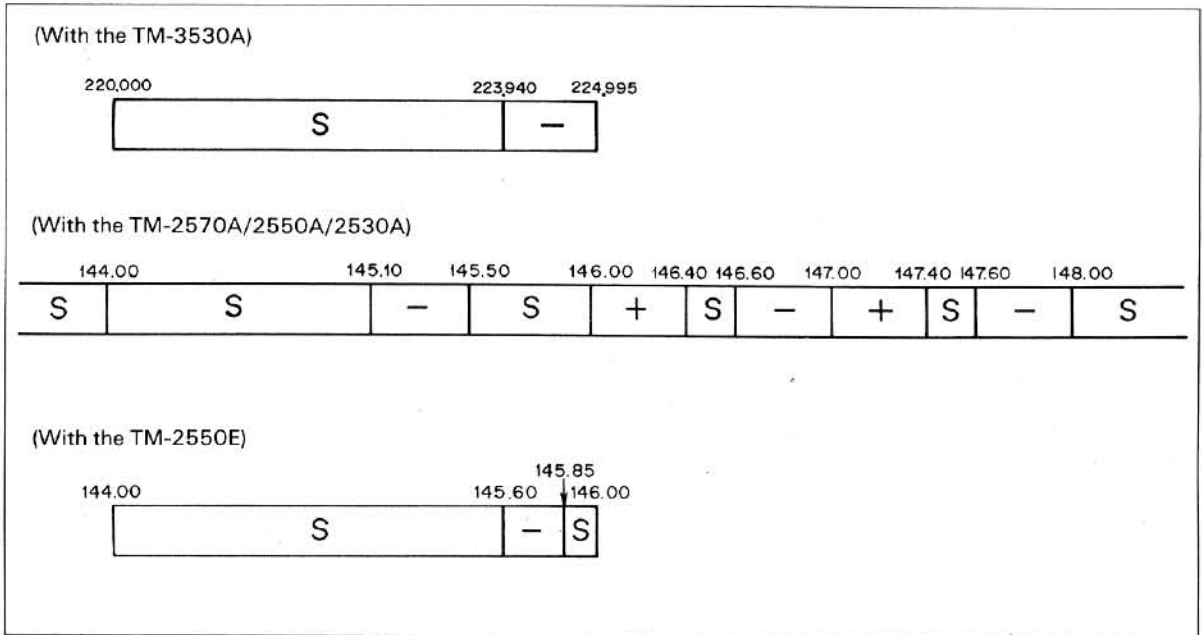 (With the TM-3530A)
220,000 223,940 224,995
S −
(With the TM-2570A/2550A/2530A)
144.00 145.10 145.50 146.00 146.40 146.60 147.00 147.40 147.60 148.00
S S − S + S − + S − S
(With the TM-2550E)
145.85
144.00 145.60 146.00
S − S